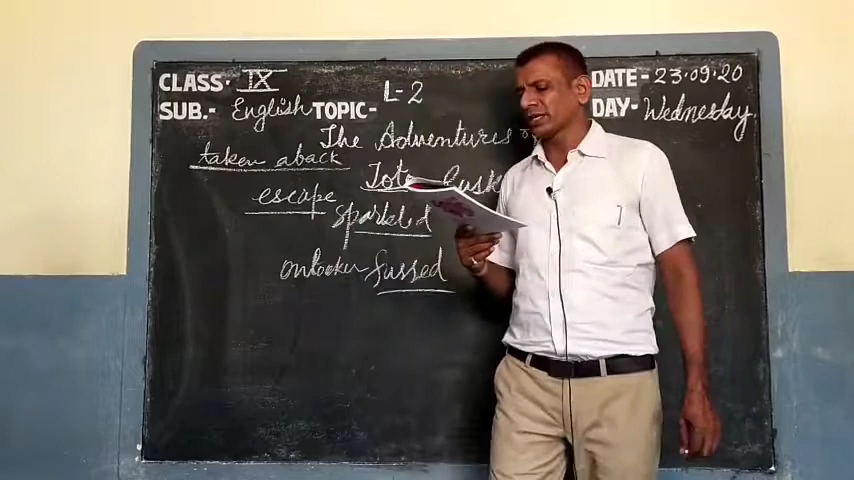 CLASS- IX DATE- 23.09.20
SUB.- English TOPIC- L-2 DAY- Wednesday
The Adventures
taken aback Toto
escape sparkled
onlooker fussed